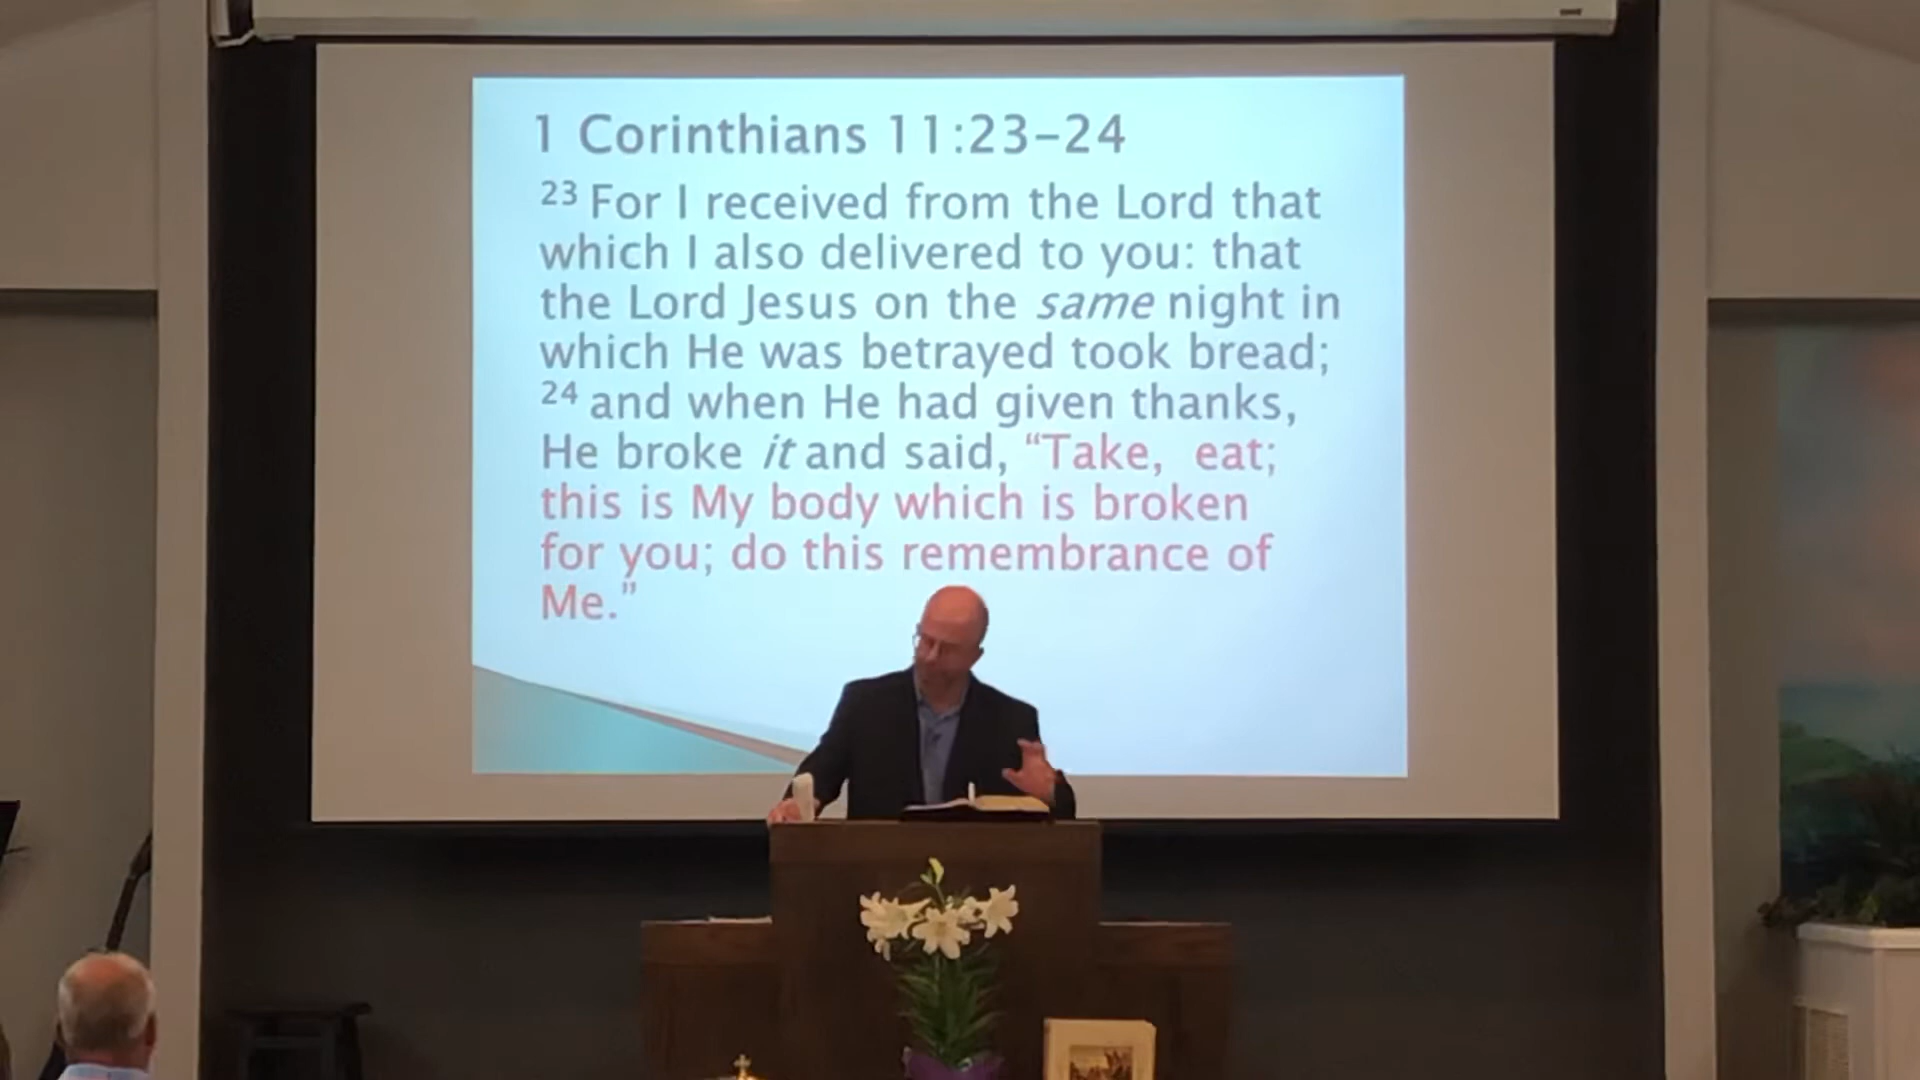 1 Corinthians 11:23-24
23 For I received from the Lord that
which I also delivered to you: that
the Lord Jesus on the same night in
which He was betrayed took bread;
24 and when He had given thanks,
He broke it and said, “Take, eat;
this is My body which is broken
for you; do this remembrance of
Me.”